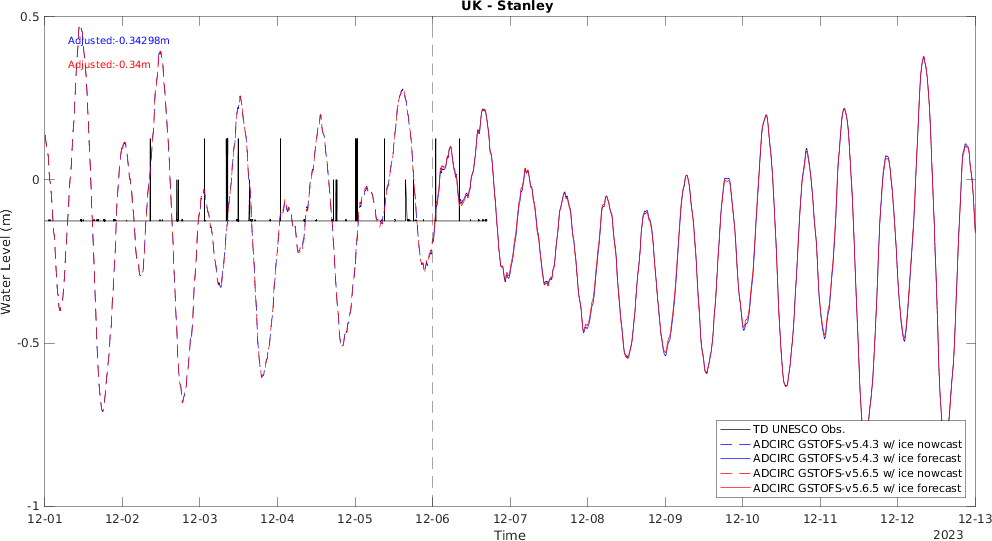 UK - Stanley
Adjusted:-0.34298m
Adjusted:-0.34m
0.5
0
-0.5
-1
Water Level (m)
TD UNESCO Obs.
ADCIRC GSTOFS-v5.4.3 w/ ice nowcast
ADCIRC GSTOFS-v5.4.3 w/ ice forecast
ADCIRC GSTOFS-v5.6.5 w/ ice nowcast
ADCIRC GSTOFS-v5.6.5 w/ ice forecast
12-01 12-02 12-03 12-04 12-05 12-06 12-07 12-08 12-09 12-10 12-11 12-12 12-13
Time
2023